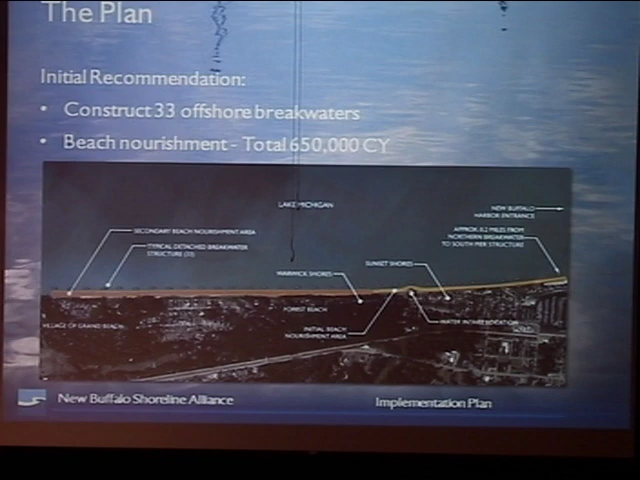 The Plan
Initial Recommendation:
• Construct 33 offshore breakwaters
• Beach nourishment - Total 650,000 CY
LAKE MICHIGAN
NEW BUFFALO
HARBOR ENTRANCE
SECONDARY BEACH NOURISHMENT AREA
TYPICAL DETACHED BREAKWATER
STRUCTURE (33)
APPROX. 0.2 MILES FROM
NORTHERN BREAKWATER
TO SOUTH PIER STRUCTURE
SUNSET SHORES
WARWICK SHORES
FOREST BEACH
VILLAGE OF GRAND BEACH
INITIAL BEACH
NOURISHMENT AREA
WATER INTAKE LOCATION
New Buffalo Shoreline Alliance
Implementation Plan